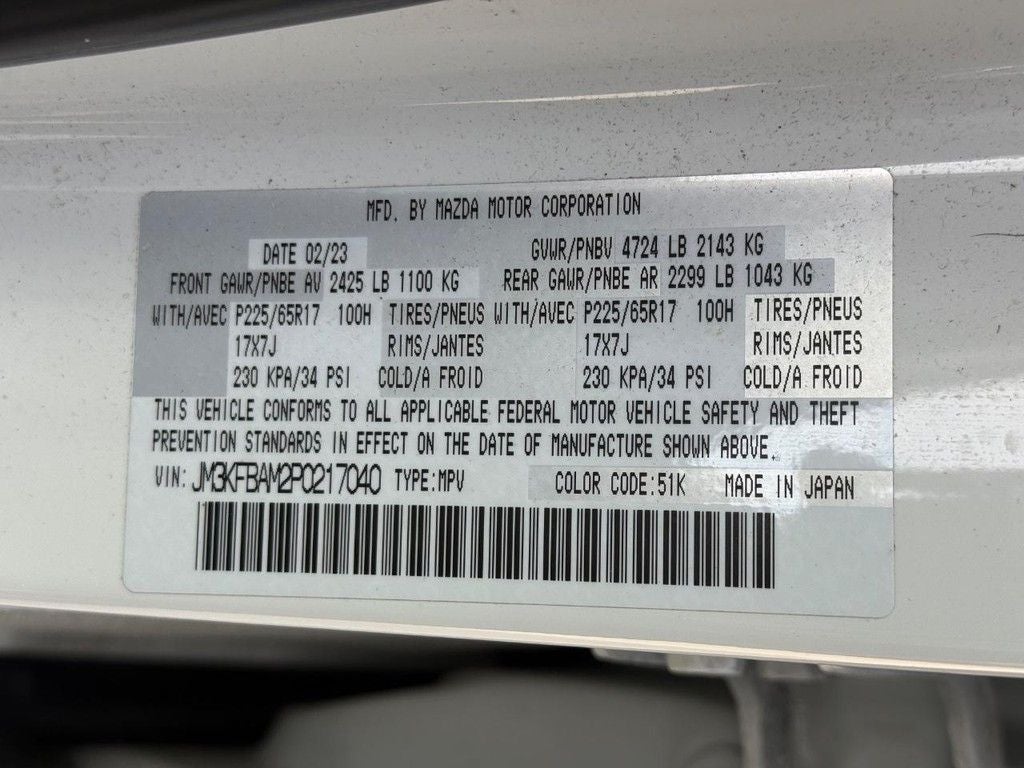 MFD. BY MAZDA MOTOR CORPORATION
DATE 02/23 GVWR/PNBV 4724 LB 2143 KG
FRONT GAWR/PNBE AV 2425 LB 1100 KG REAR GAWR/PNBE AR 2299 LB 1043 KG
WITH/AVEC P225/65R17 100H TIRES/PNEUS WITH/AVEC P225/65R17 100H TIRES/PNEUS
17X7J RIMS/JANTES 17X7J RIMS/JANTES
230 KPA/34 PSI COLD/A FROID 230 KPA/34 PSI COLD/A FROID
THIS VEHICLE CONFORMS TO ALL APPLICABLE FEDERAL MOTOR VEHICLE SAFETY AND THEFT
PREVENTION STANDARDS IN EFFECT ON THE DATE OF MANUFACTURE SHOWN ABOVE.
VIN: JM3KFBAM2P0217040 TYPE:MPV COLOR CODE:51K MADE IN JAPAN